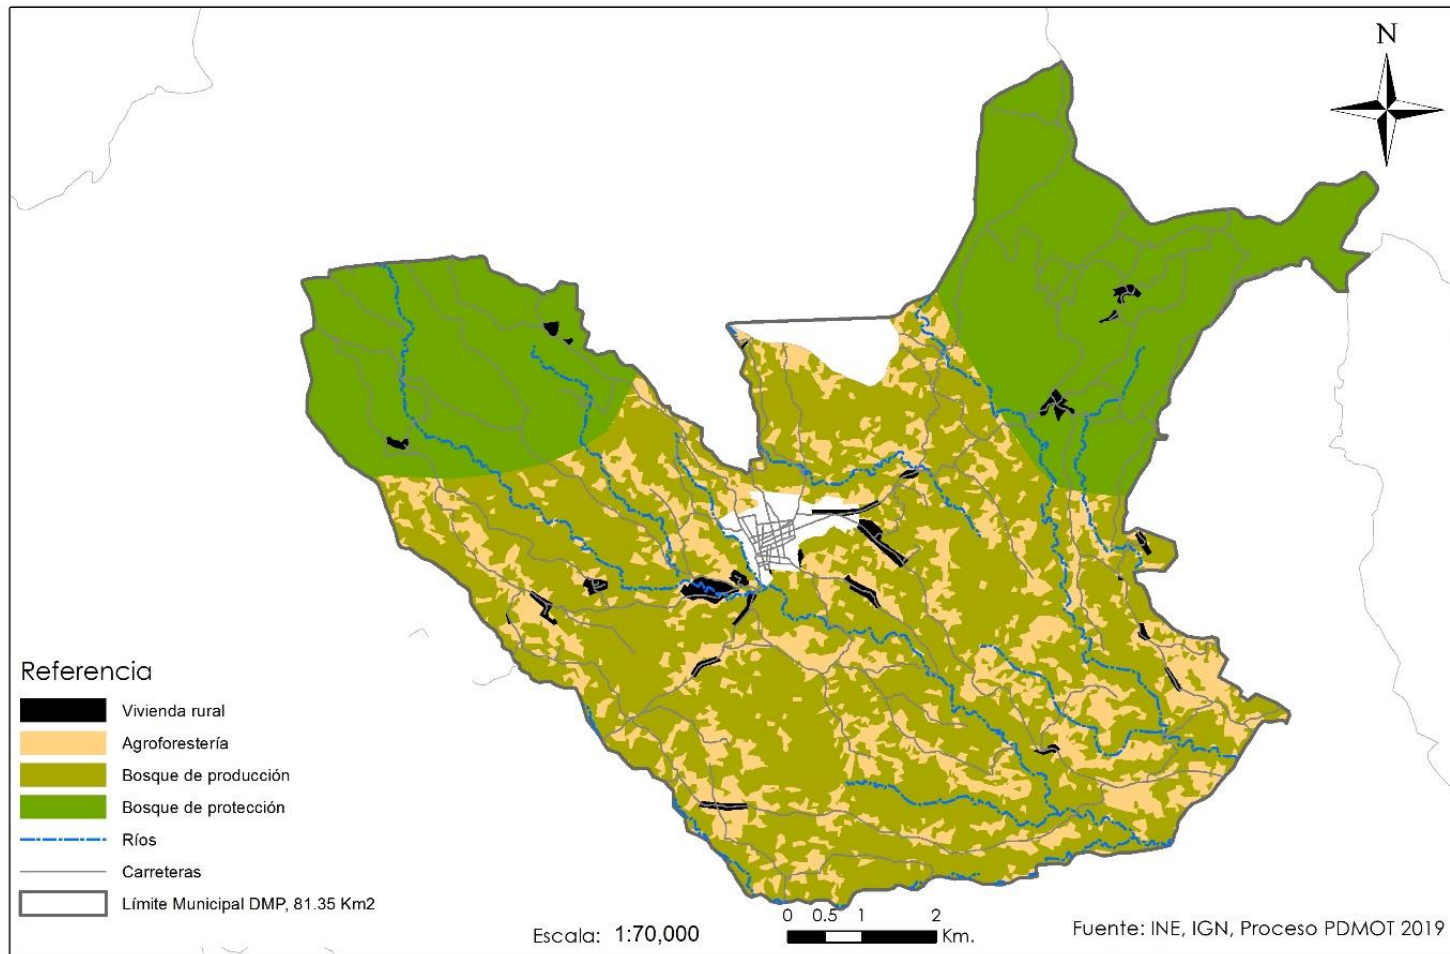 N
Referencia
Vivienda rural
Agroforestería
Bosque de producción
Bosque de protección
Ríos
Carreteras
Límite Municipal DMP, 81.35 Km2
Escala: 1:70,000
0 0.5 1 2
Km.
Fuente: INE, IGN, Proceso PDMOT 2019